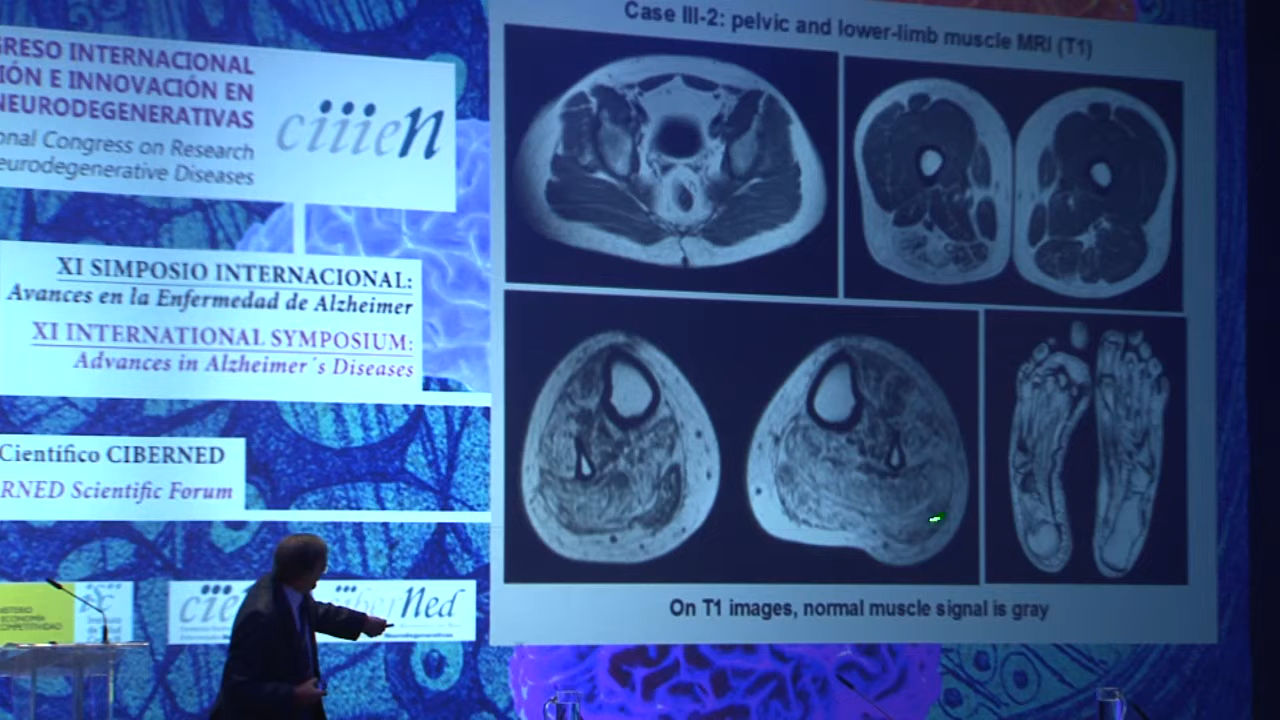 GRESO INTERNACIONAL
IÓN E INNOVACIÓN EN
NEURODEGENERATIVAS
onal Congress on Research
eurodegenerative Diseases
ciiieN
XI SIMPOSIO INTERNACIONAL:
Avances en la Enfermedad de Alzheimer
XI INTERNATIONAL SYMPOSIUM:
Advances in Alzheimer´s Diseases
Científico CIBERNED
RNED Scientific Forum
Case III-2: pelvic and lower-limb muscle MRI (T1)
On T1 images, normal muscle signal is gray